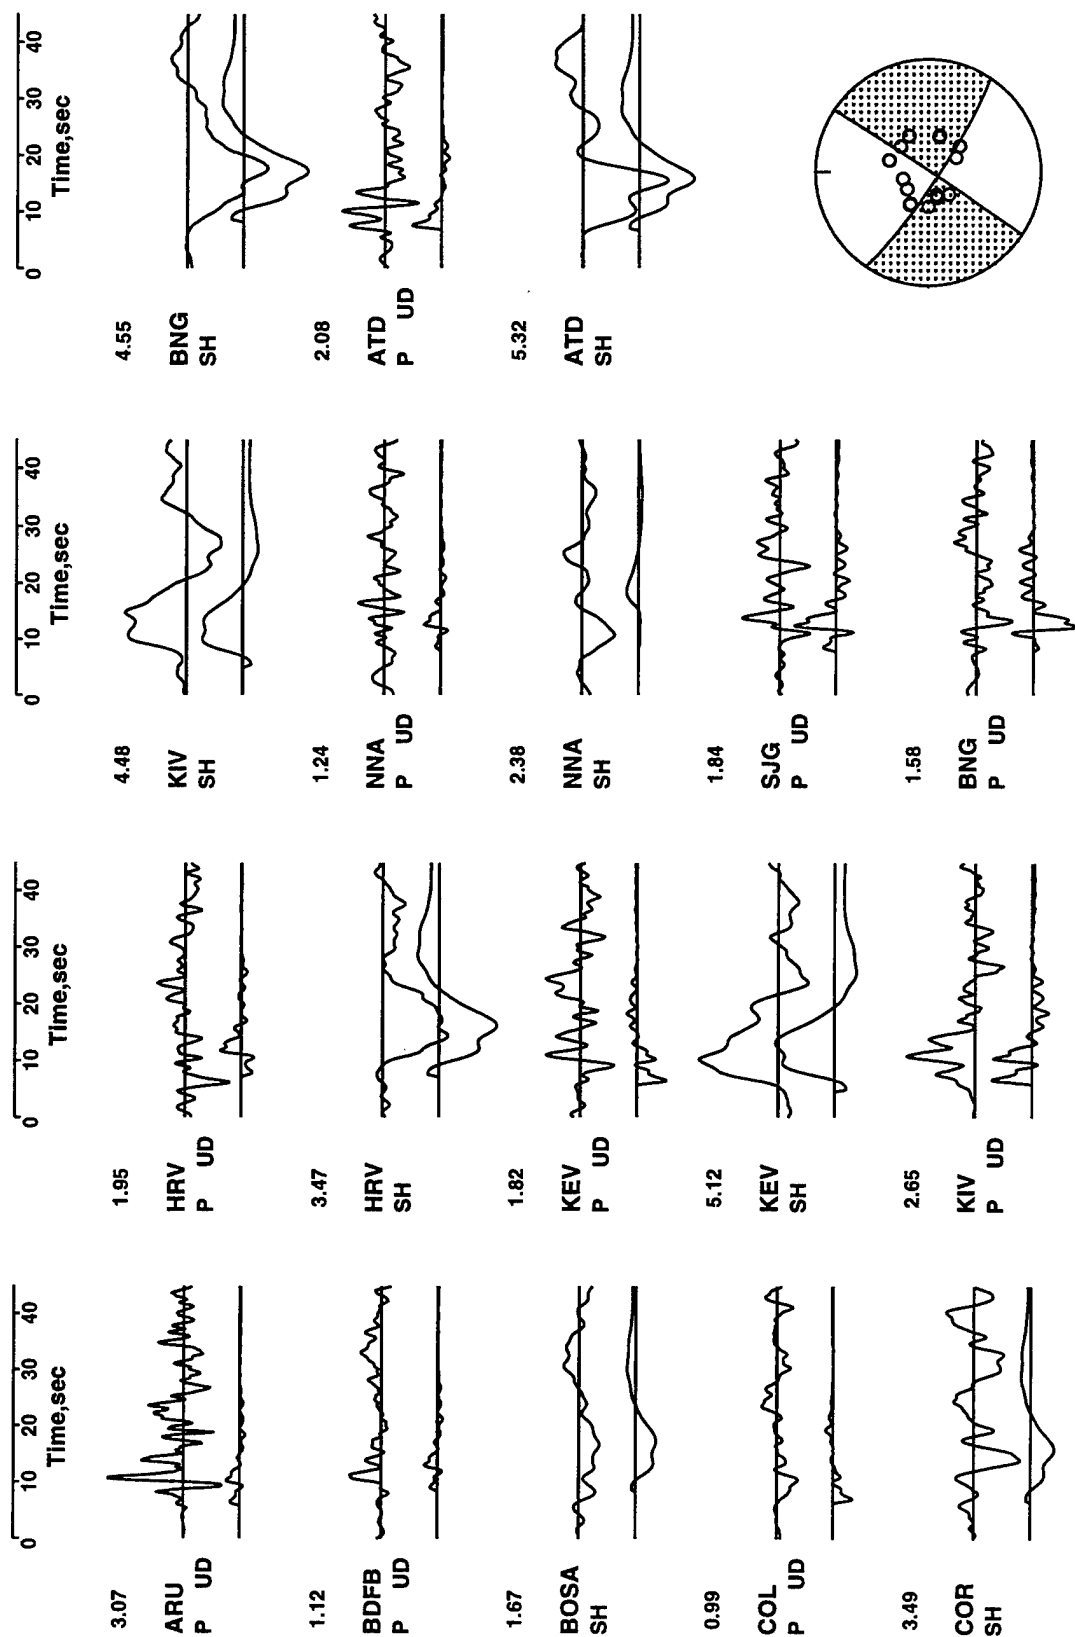 0 10 20 30 40
Time,sec
3.07
ARU
P UD
1.12
BDFB
P UD
1.67
BOSA
SH
0.99
COL
P UD
3.49
COR
SH
0 10 20 30 40
Time,sec
1.95
HRV
P UD
3.47
HRV
SH
1.82
KEV
P UD
5.12
KEV
SH
2.65
KIV
P UD
0 10 20 30 40
Time,sec
4.48
KIV
SH
1.24
NNA
P UD
2.38
NNA
SH
1.84
SJG
P UD
1.58
BNG
P UD
0 10 20 30 40
Time,sec
4.55
BNG
SH
2.08
ATD
P UD
5.32
ATD
SH